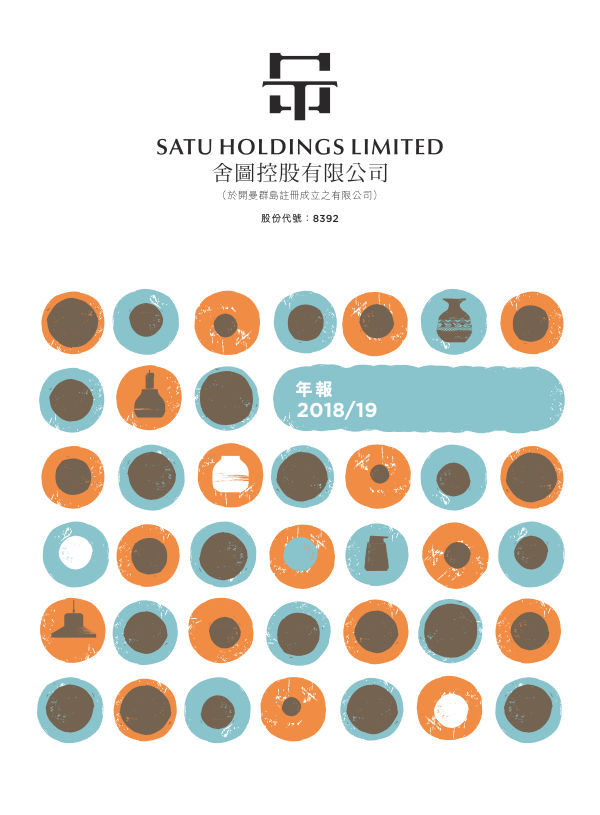 SATU HOLDINGS LIMITED
舍圖控股有限公司
（於開曼群島註冊成立之有限公司）
股份代號：8392
年報
2018/19